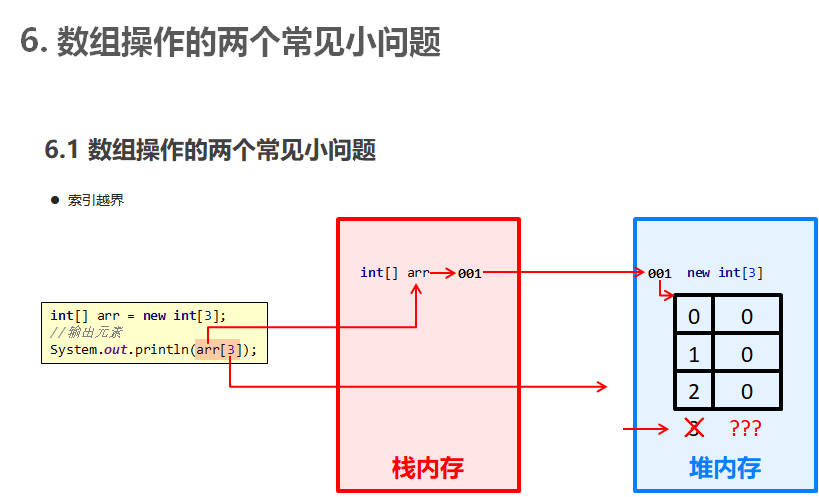 6. 数组操作的两个常见小问题
6.1 数组操作的两个常见小问题
● 索引越界
int[] arr = new int[3];
//输出元素
System.out.println(arr[3]);
int[] arr 001
栈内存
001 new int[3]
0 0
1 0
2 0
3 ???
堆内存